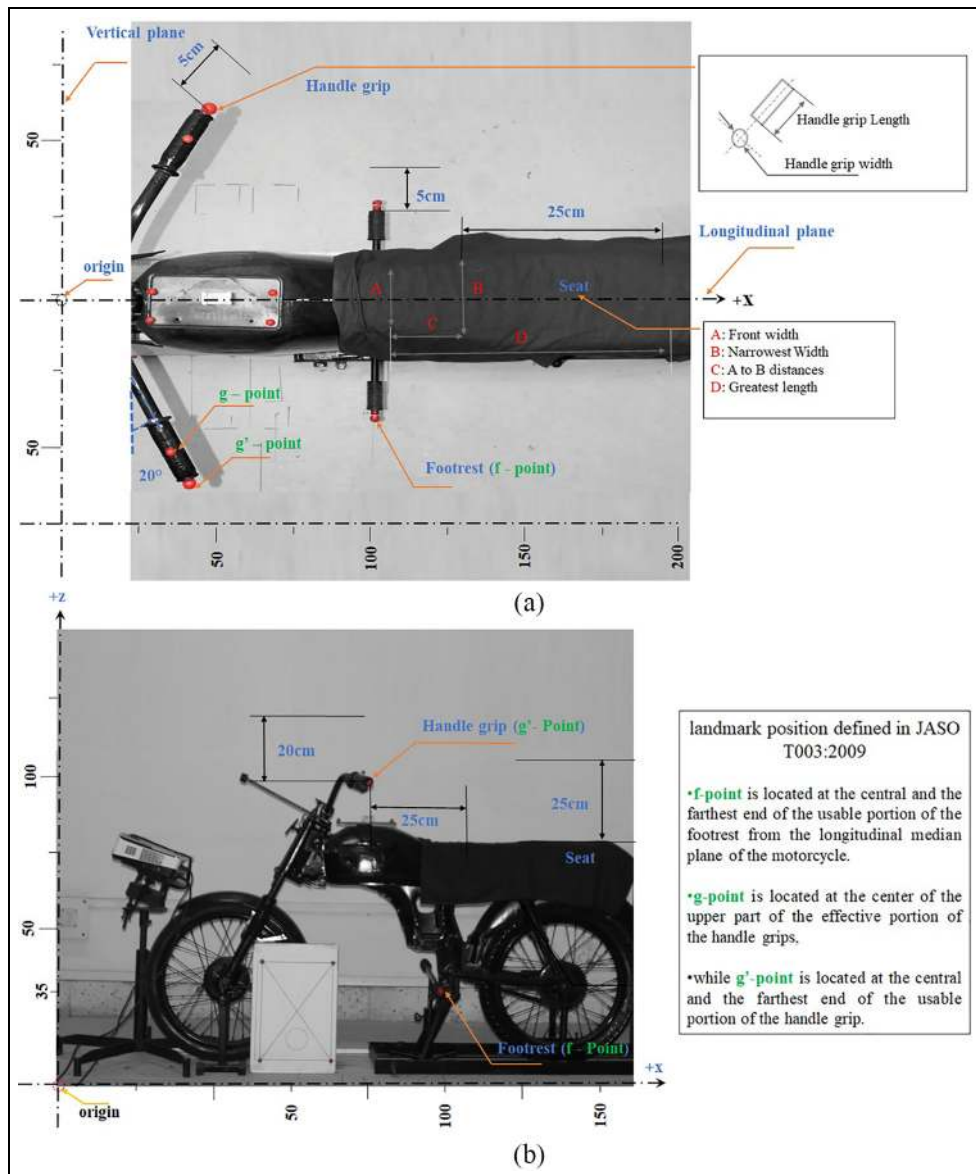 Vertical plane
5cm
Handle grip
50
5cm
25cm
Handle grip Length
Handle grip width
Longitudinal plane
origin
A
B
Seat
+X
C
D
A: Front width
B: Narrowest Width
C: A to B distances
D: Greatest length
g – point
g' – point
50
20°
Footrest (f - point)
50
100
150
200
(a)
+z
Handle grip (g'- Point)
20cm
100
25cm
25cm
Seat
50
35
Footrest (f – Point)
origin
50
100
150
+x
(b)
landmark position defined in JASO
T003:2009
•f-point is located at the central and the
farthest end of the usable portion of the
footrest from the longitudinal median
plane of the motorcycle.
•g-point is located at the center of the
upper part of the effective portion of
the handle grips,
•while g'-point is located at the central
and the farthest end of the usable
portion of the handle grip.